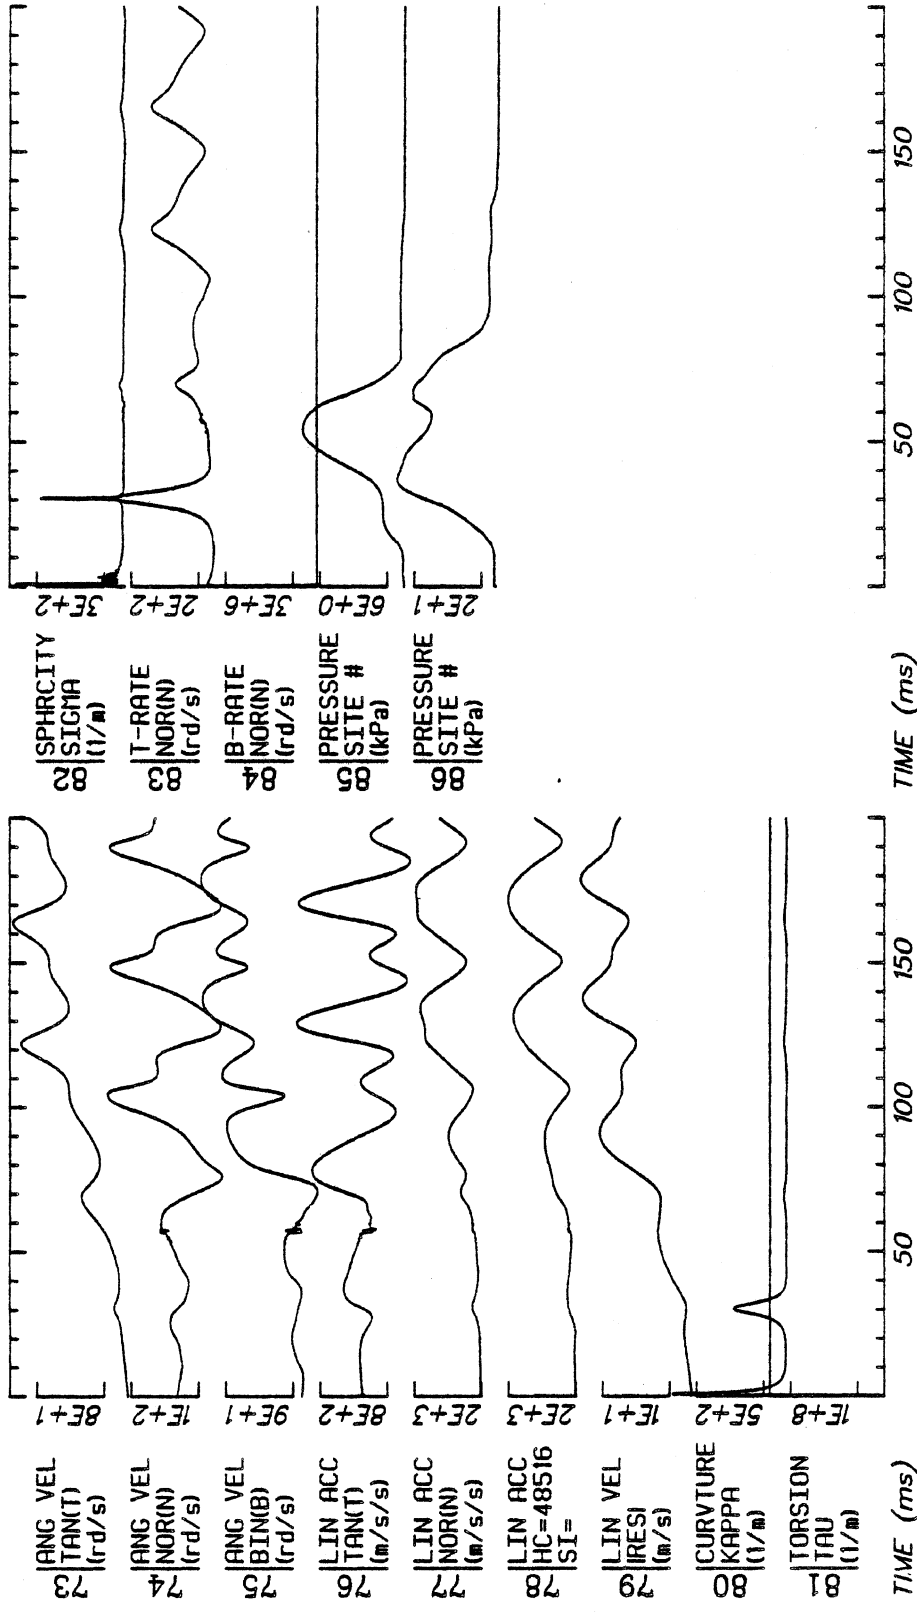 73
ANG VEL
TAN(T)
(rd/s)
8E+1
74
ANG VEL
NOR(N)
(rd/s)
1E+2
75
ANG VEL
BIN(B)
(rd/s)
9E+1
76
LIN ACC
TAN(T)
(m/s/s)
8E+2
77
LIN ACC
NOR(N)
(m/s/s)
2E+3
78
LIN ACC
HC=48516
SI=
2E+3
79
LIN VEL
|RES|
(m/s)
1E+1
80
CURVTURE
KAPPA
(1/m)
5E+2
81
TORSION
TAU
(1/m)
1E+8
TIME (ms)
50
100
150
82
SPHRCITY
SIGMA
(1/m)
3E+2
83
T-RATE
NOR(N)
(rd/s)
2E+2
84
B-RATE
NOR(N)
(rd/s)
3E+6
85
PRESSURE
SITE #
(kPa)
6E+0
86
PRESSURE
SITE #
(kPa)
2E+1
TIME (ms)
50
100
150